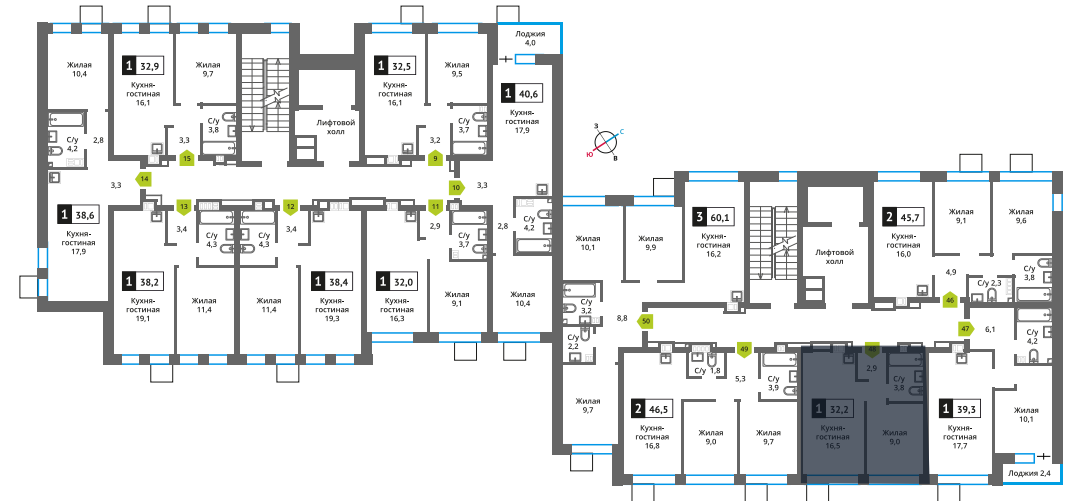 Лоджия
4,0
1 32,9
1 32,5
Жилая
10,4
Кухня-
гостиная
16,1
Жилая
9,7
Кухня-
гостиная
16,1
Жилая
9,5
1 40,6
Кухня-
гостиная
17,9
Лифтовой
холл
С/у
4,2
2,8
С/у
3,8
3,3
С/у
3,7
3,2
15
9
14
10
3,3
3,3
13
12
11
1 38,6
Кухня-
гостиная
17,9
3,4
С/у
4,3
С/у
4,3
3,4
2,9
С/у
3,7
2,8
С/у
4,2
1 38,2
Кухня-
гостиная
19,1
Жилая
11,4
Жилая
11,4
1 38,4
Кухня-
гостиная
19,3
1 32,0
Кухня-
гостиная
16,3
Жилая
9,1
Жилая
10,4
З
С
Ю
В
3 60,1
Кухня-
гостиная
16,2
2 45,7
Кухня-
гостиная
16,0
Жилая
9,1
Жилая
9,6
Жилая
10,1
Жилая
9,9
Лифтовой
холл
4,9
С/у
3,8
С/у 2,3
С/у
3,2
8,8
50
46
47
6,1
С/у
2,2
49
48
С/у
4,2
С/у
1,8
5,3
С/у
3,9
2,9
С/у
3,8
Жилая
9,7
2 46,5
Кухня-
гостиная
16,8
Жилая
9,0
Жилая
9,7
1 32,2
Кухня-
гостиная
16,5
Жилая
9,0
1 39,3
Кухня-
гостиная
17,7
Жилая
10,1
Лоджия 2,4